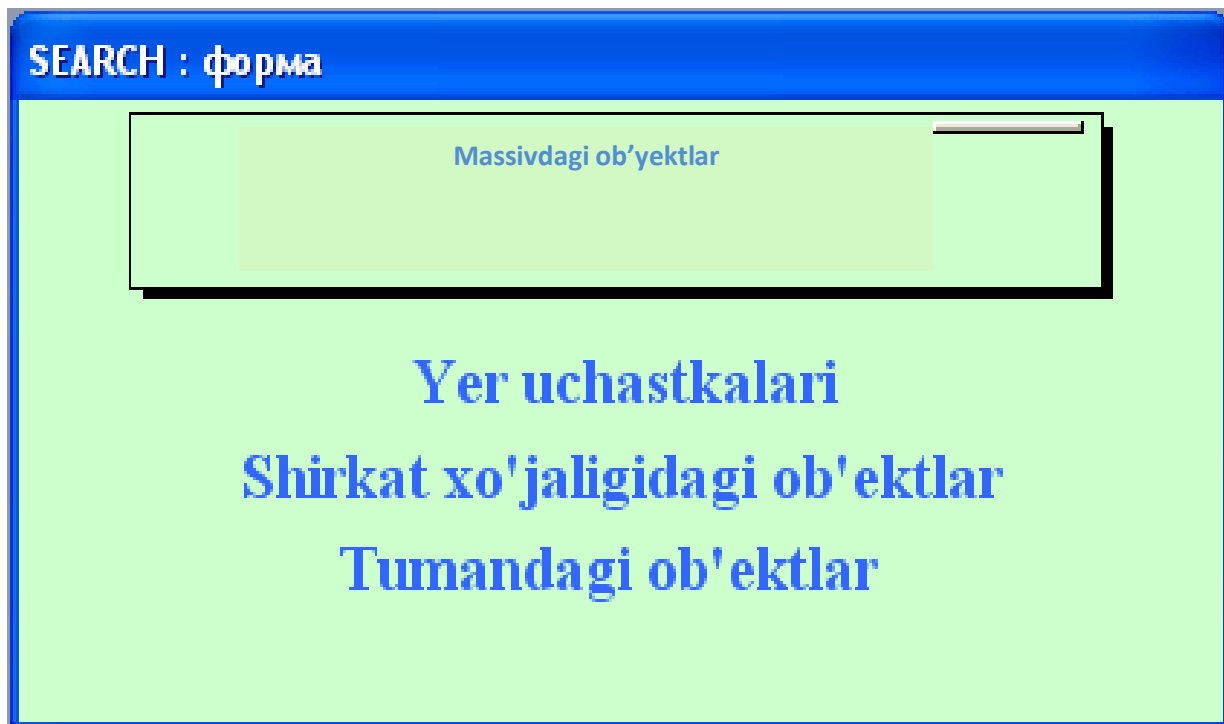 SEARCH : форма
Massivdagi ob’yektlar
Yer uchastkalari
Shirkat xo'jaligidagi ob'ektlar
Tumandagi ob'ektlar